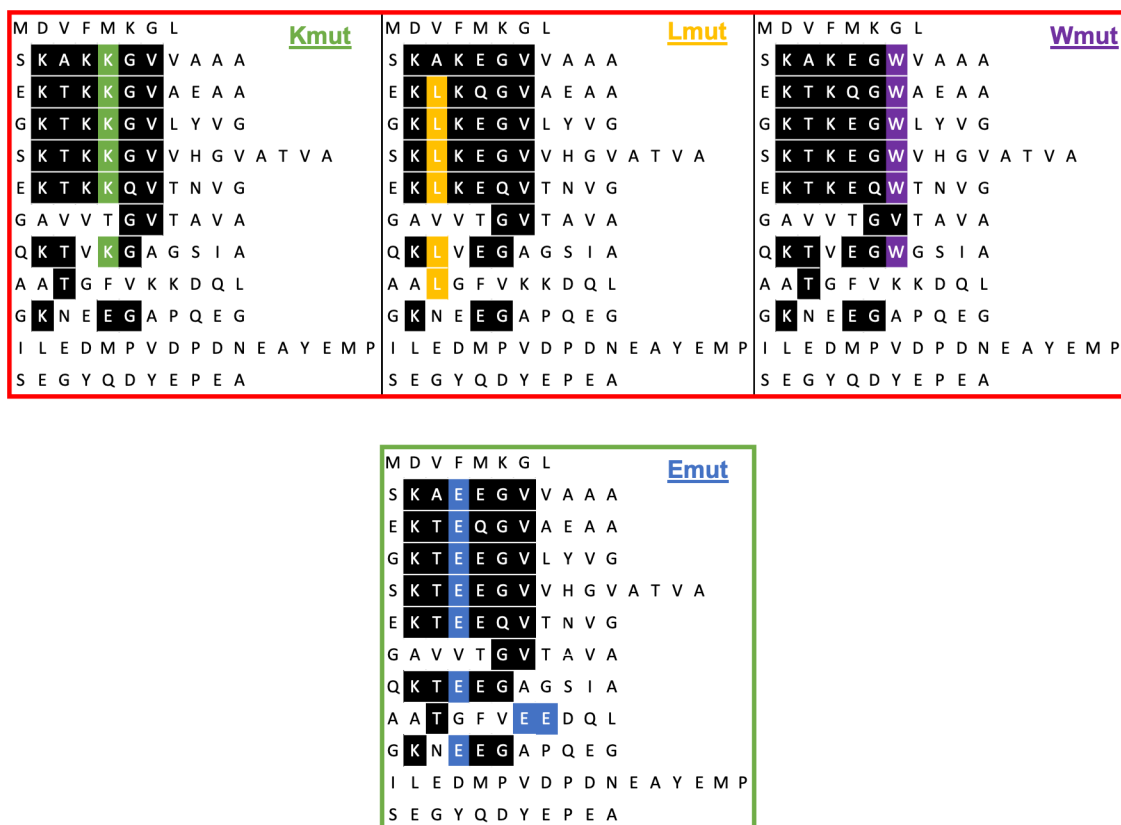 Kmut
M D V F M K G L
S K A K K G V V A A A
E K T K K G V A E A A
G K T K K G V L Y V G
S K T K K G V V H G V A T V A
E K T K K Q V T N V G
G A V V T G V T A V A
Q K T V K G A G S I A
A A T G F V K K D Q L
G K N E E G A P Q E G
I L E D M P V D P D N E A Y E M P
S E G Y Q D Y E P E A
Lmut
M D V F M K G L
S K A K E G V V A A A
E K L K Q G V A E A A
G K L K E G V L Y V G
S K L K E G V V H G V A T V A
E K L K E Q V T N V G
G A V V T G V T A V A
Q K L V E G A G S I A
A A L G F V K K D Q L
G K N E E G A P Q E G
I L E D M P V D P D N E A Y E M P
S E G Y Q D Y E P E A
Wmut
M D V F M K G L
S K A K E G W V A A A
E K T K Q G W A E A A
G K T K E G W L Y V G
S K T K E G W V H G V A T V A
E K T K E Q W T N V G
G A V V T G V T A V A
Q K T V E G W G S I A
A A T G F V K K D Q L
G K N E E G A P Q E G
I L E D M P V D P D N E A Y E M P
S E G Y Q D Y E P E A
Emut
M D V F M K G L
S K A E E G V V A A A
E K T E Q G V A E A A
G K T E E G V L Y V G
S K T E E G V V H G V A T V A
E K T E E Q V T N V G
G A V V T G V T A V A
Q K T E E G A G S I A
A A T G F V E E D Q L
G K N E E G A P Q E G
I L E D M P V D P D N E A Y E M P
S E G Y Q D Y E P E A